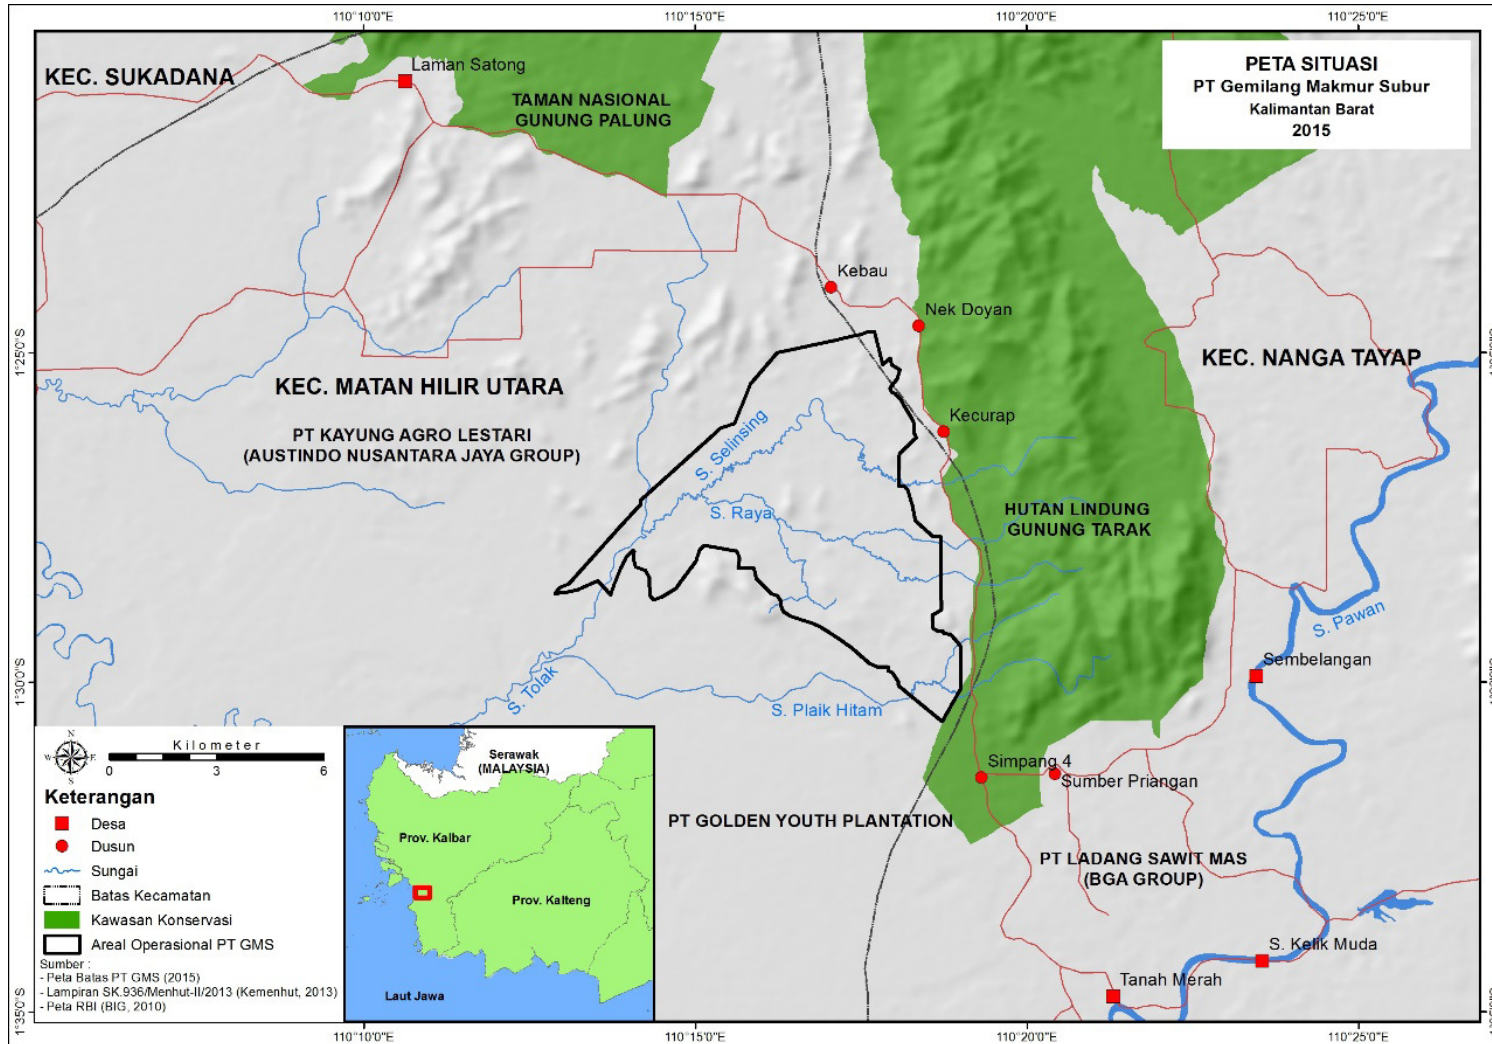 110°10'0"E
110°15'0"E
110°20'0"E
110°25'0"E
KEC. SUKADANA
Laman Satong
TAMAN NASIONAL
GUNUNG PALUNG
PETA SITUASI
PT Gemilang Makmur Subur
Kalimantan Barat
2015
Kebau
Nek Doyan
1°25'0"S
KEC. MATAN HILIR UTARA
KEC. NANGA TAYAP
PT KAYUNG AGRO LESTARI
(AUSTINDO NUSANTARA JAYA GROUP)
Kecurap
S. Selinsing
S. Raya
HUTAN LINDUNG
GUNUNG TARAK
S. Pawan
Sembelangan
1°30'0"S
S. Tolak
S. Plaik Hitam
Simpang 4
Sumber Priangan
PT GOLDEN YOUTH PLANTATION
PT LADANG SAWIT MAS
(BGA GROUP)
S. Kelik Muda
Tanah Merah
1°35'0"S
N
W
E
S
Kilometer
0
3
6
Keterangan
Desa
Dusun
Sungai
Batas Kecamatan
Kawasan Konservasi
Areal Operasional PT GMS
Sumber :
- Peta Batas PT GMS (2015)
- Lampiran SK.936/Menhut-II/2013 (Kemenhut, 2013)
- Peta RBI (BIG, 2010)
Serawak
(MALAYSIA)
Prov. Kalbar
Prov. Kalteng
Laut Jawa
110°10'0"E
110°15'0"E
110°20'0"E
110°25'0"E